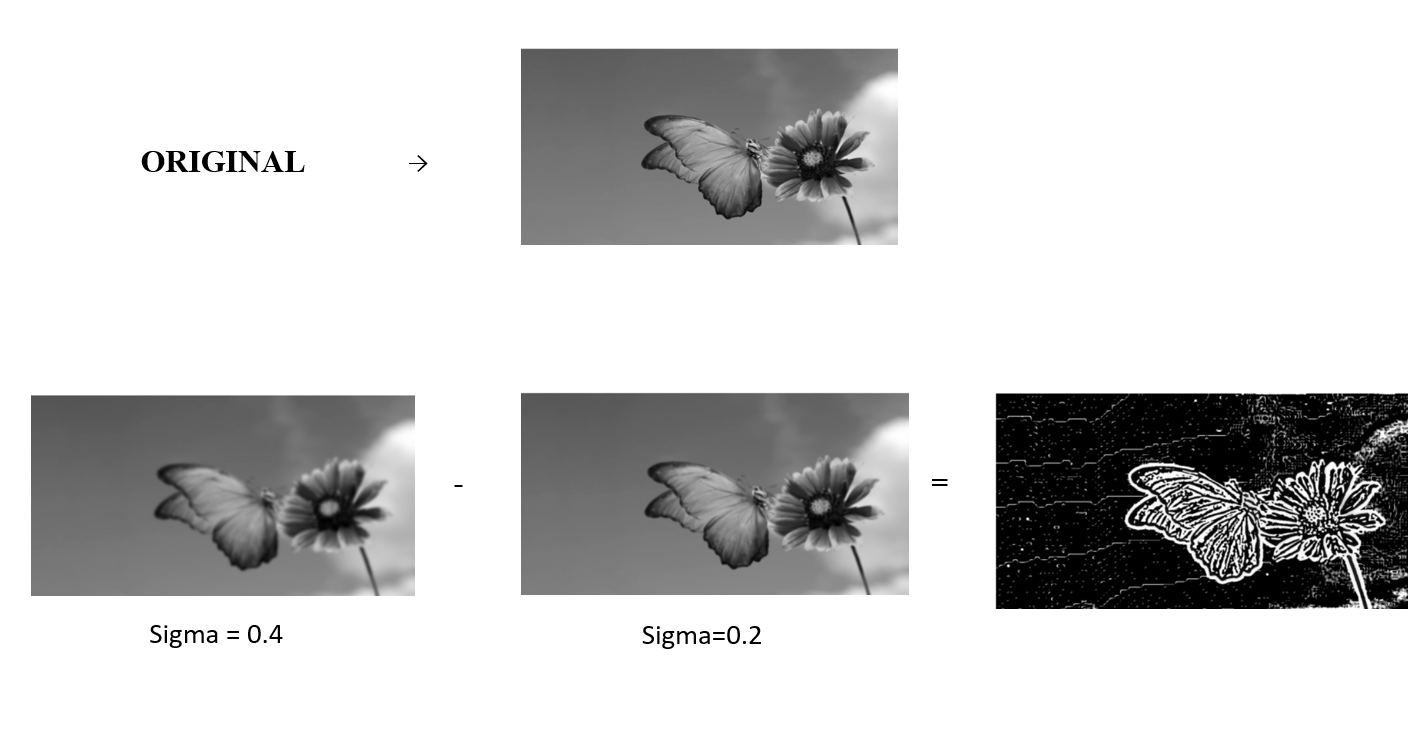 ORIGINAL →
- =
Sigma = 0.4 Sigma=0.2